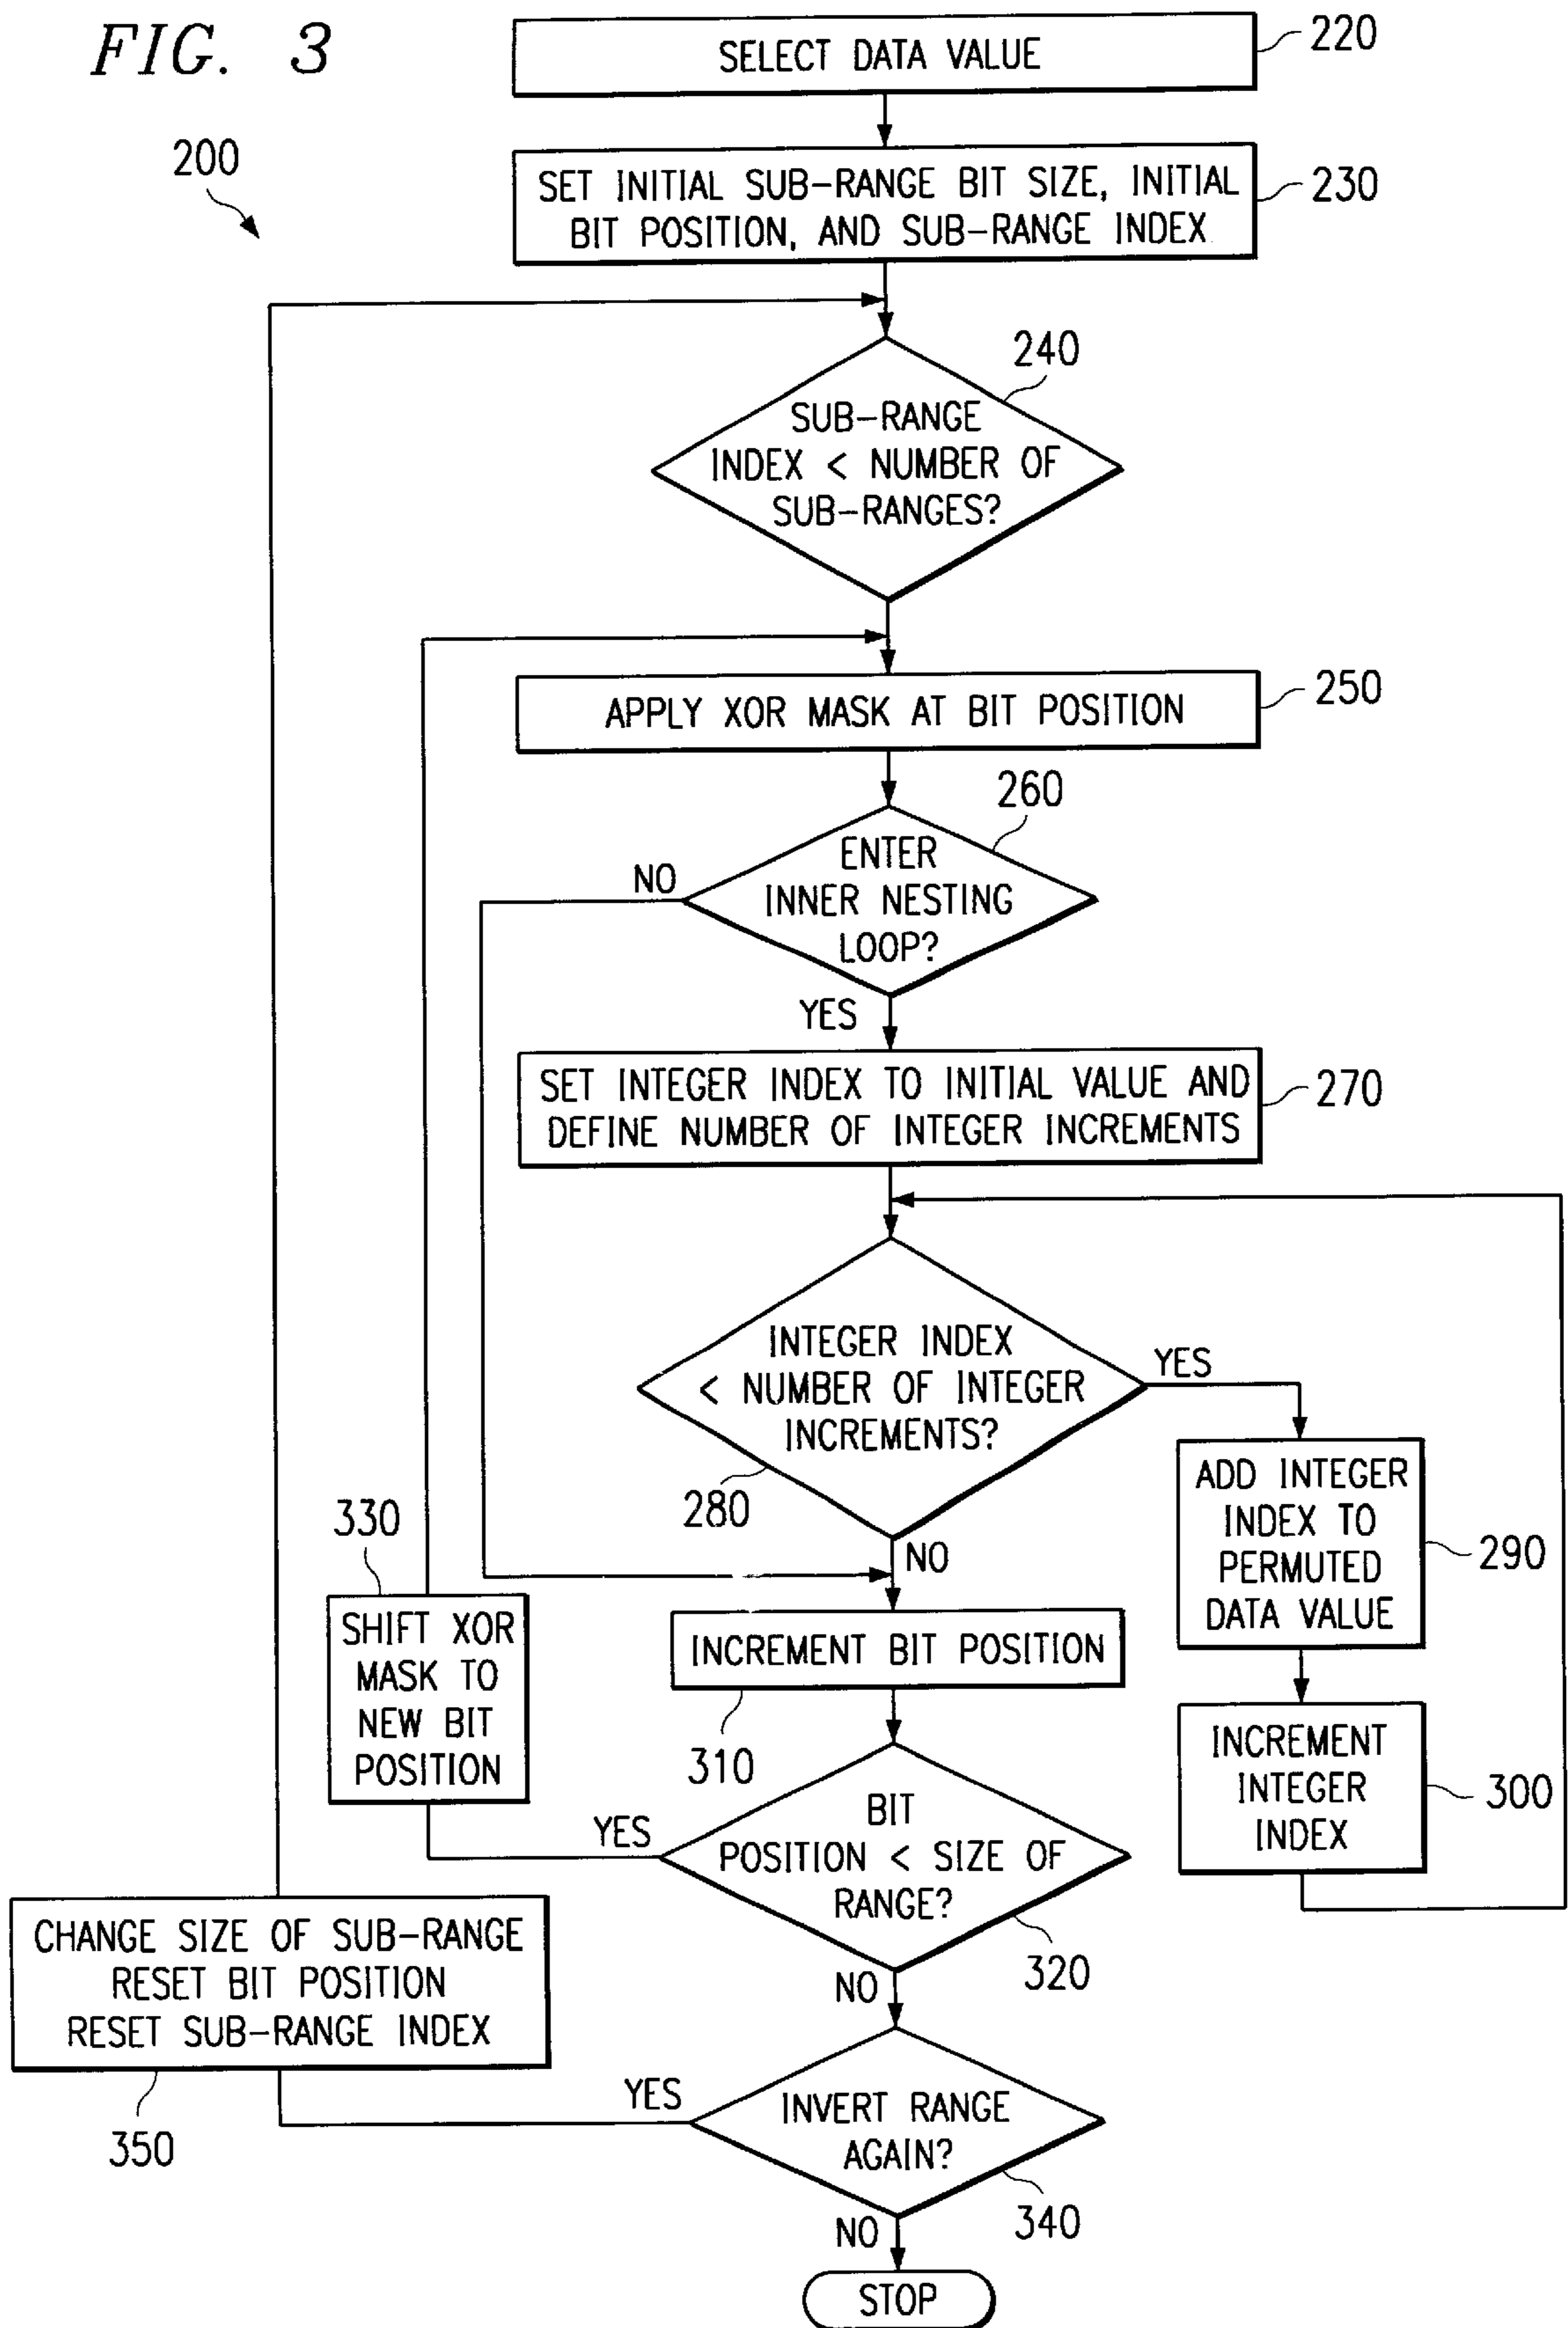 FIG. 3
200
SELECT DATA VALUE
220
SET INITIAL SUB-RANGE BIT SIZE, INITIAL
BIT POSITION, AND SUB-RANGE INDEX
230
240
SUB-RANGE
INDEX < NUMBER OF
SUB-RANGES?
APPLY XOR MASK AT BIT POSITION
250
260
ENTER
INNER NESTING
LOOP?
NO
YES
SET INTEGER INDEX TO INITIAL VALUE AND
DEFINE NUMBER OF INTEGER INCREMENTS
270
INTEGER INDEX
< NUMBER OF INTEGER
INCREMENTS?
YES
280
NO
ADD INTEGER
INDEX TO
PERMUTED
DATA VALUE
290
INCREMENT
INTEGER
INDEX
300
330
SHIFT XOR
MASK TO
NEW BIT
POSITION
INCREMENT BIT POSITION
310
BIT
POSITION < SIZE OF
RANGE?
YES
320
NO
CHANGE SIZE OF SUB-RANGE
RESET BIT POSITION
RESET SUB-RANGE INDEX
350
YES
INVERT RANGE
AGAIN?
340
NO
STOP